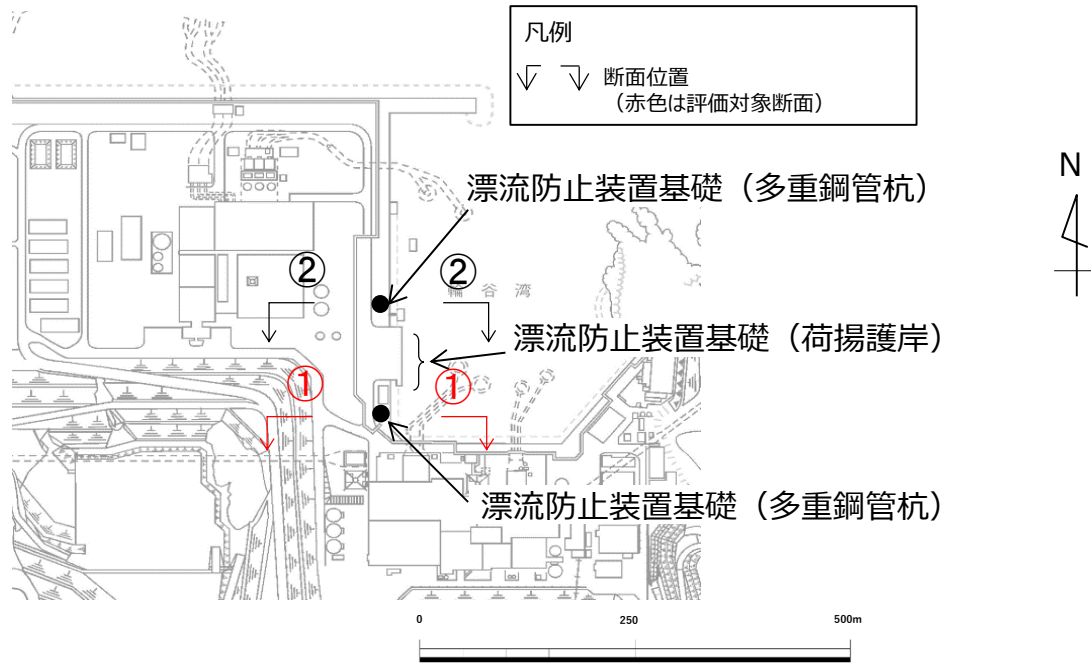 凡例
断面位置
（赤色は評価対象断面）
N
漂流防止装置基礎（多重鋼管杭）
②
②
輪谷湾
漂流防止装置基礎（荷揚護岸）
①
①
漂流防止装置基礎（多重鋼管杭）
0
250
500m